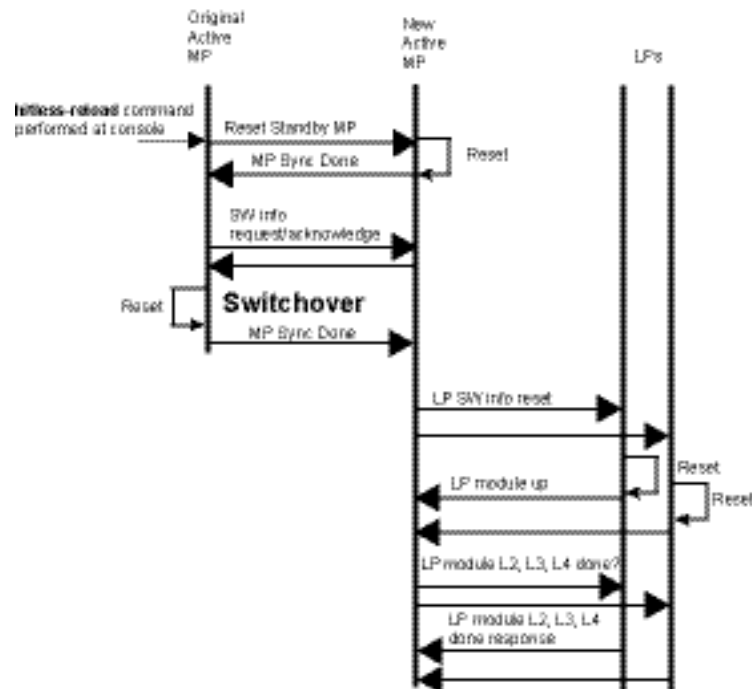 Original
Active
MP
New
Active
MP
LPs
hitless-reload command
performed at console
Reset Standby MP
Reset
MP Sync Done
SW info
request/acknowledge
Reset
Switchover
MP Sync Done
LP SW info reset
Reset
LP module up
Reset
LP module L2, L3, L4 done?
LP module L2, L3, L4
done response